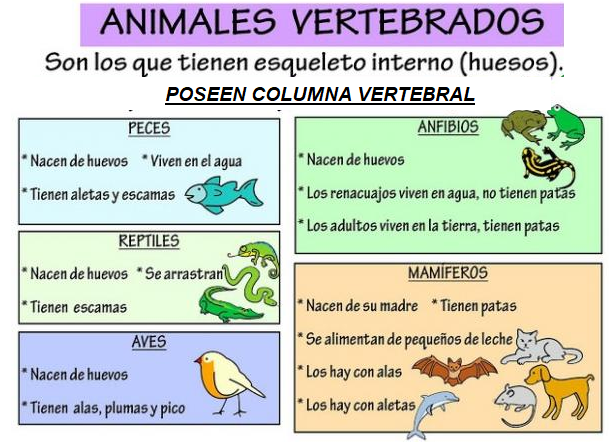 ANIMALES VERTEBRADOS
Son los que tienen esqueleto interno (huesos).
POSEEN COLUMNA VERTEBRAL
PECES
* Nacen de huevos * Viven en el agua
* Tienen aletas y escamas
REPTILES
* Nacen de huevos * Se arrastran
* Tienen escamas
AVES
* Nacen de huevos
* Tienen alas, plumas y pico
ANFIBIOS
* Nacen de huevos
* Los renacuajos viven en agua, no tienen patas
* Los adultos viven en la tierra, tienen patas
MAMÍFEROS
* Nacen de su madre * Tienen patas
* Se alimentan de pequeños de leche
* Los hay con alas
* Los hay con aletas